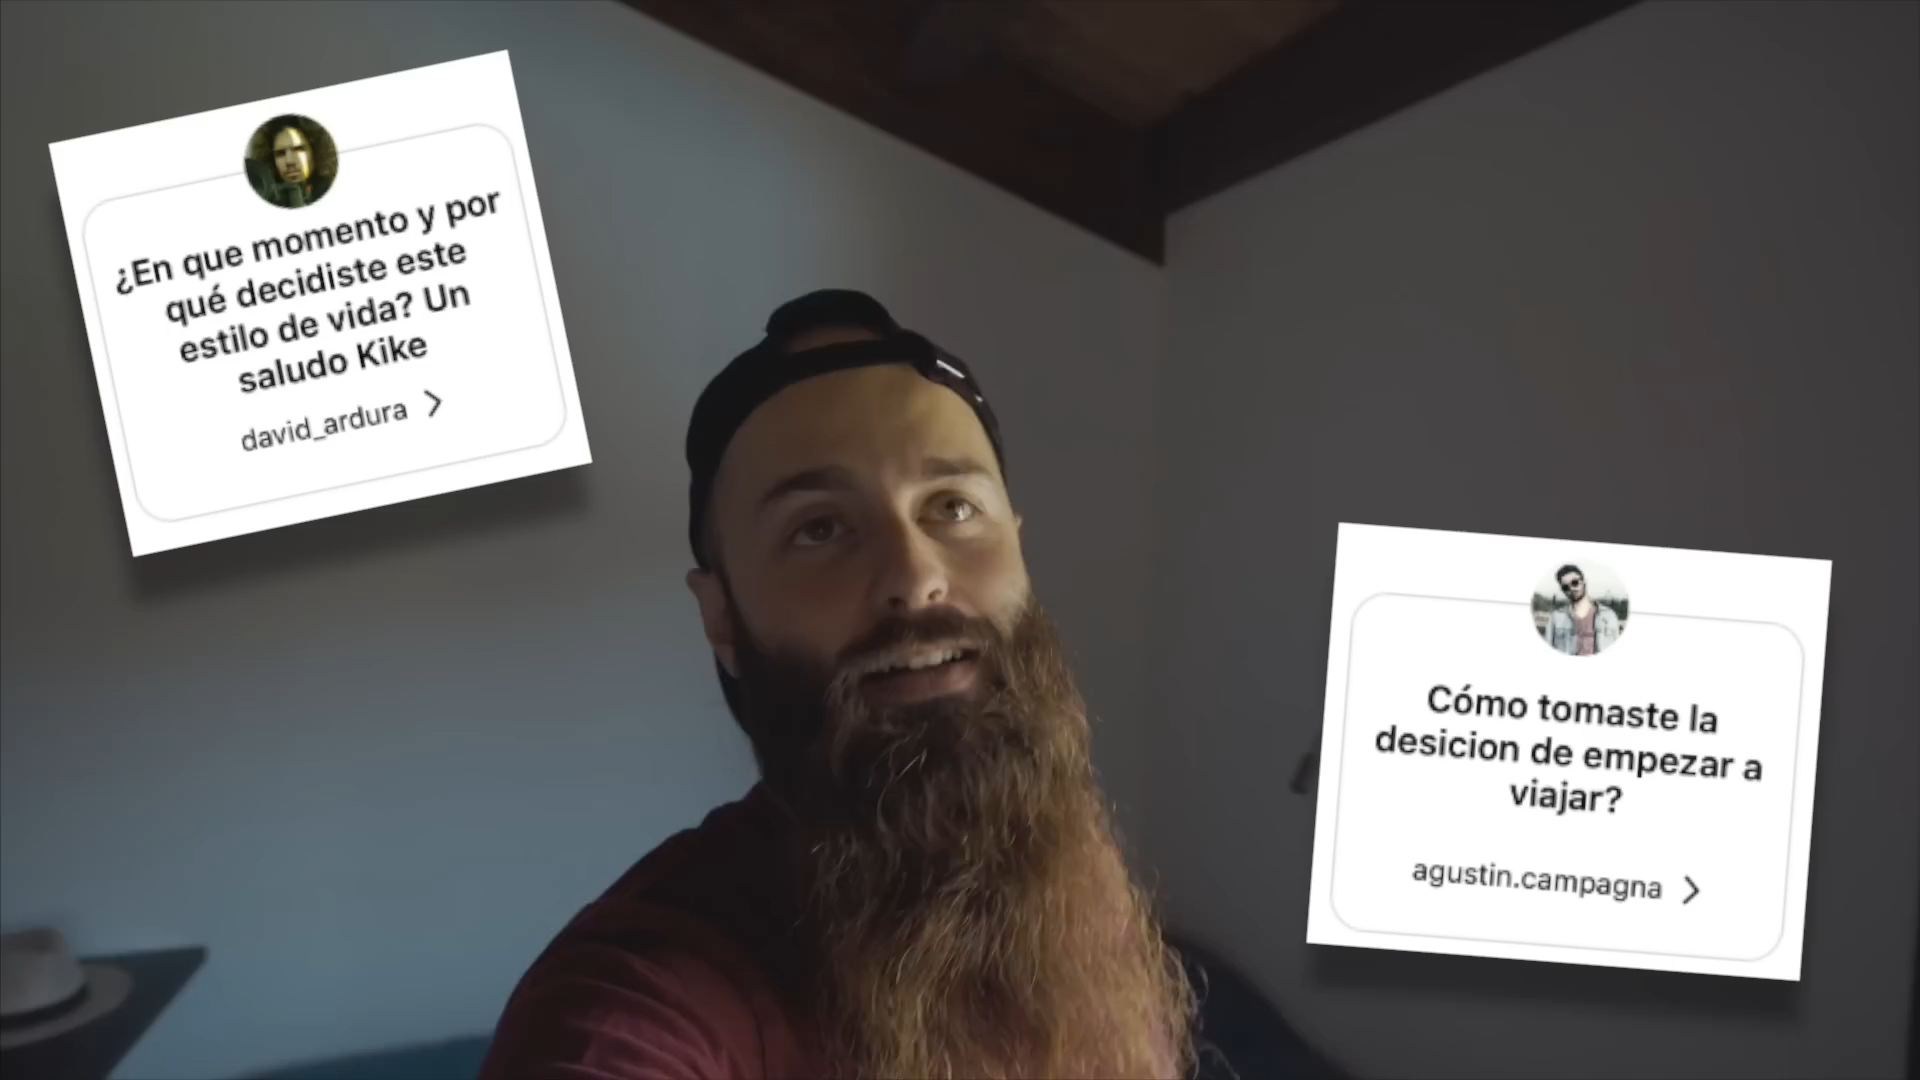 ¿En que momento y por
qué decidiste este
estilo de vida? Un
saludo Kike
david_ardura
Cómo tomaste la
desicion de empezar a
viajar?
agustin.campagna